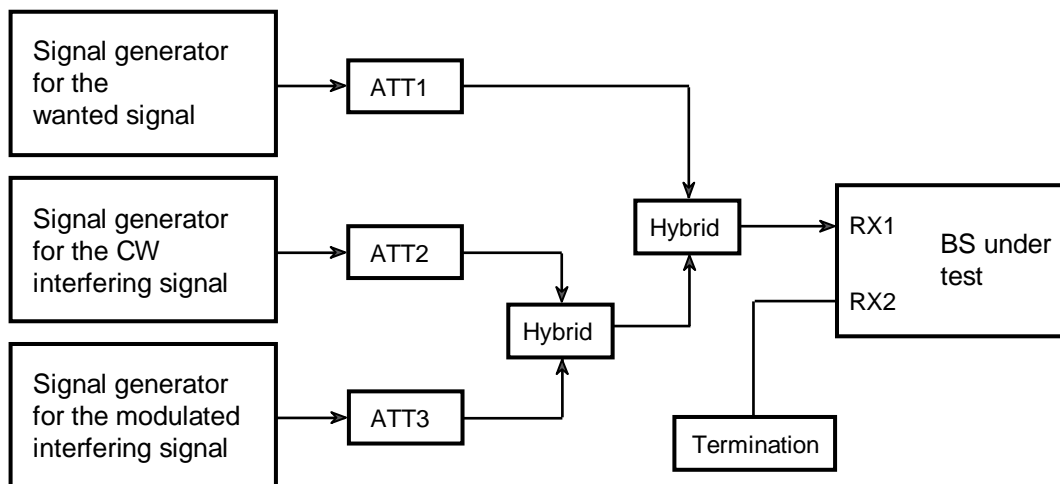 Signal generator
for the
wanted signal
ATT1
Signal generator
for the CW
interfering signal
ATT2
Hybrid
Hybrid
RX1
RX2
BS under
test
Signal generator
for the modulated
interfering signal
ATT3
Termination